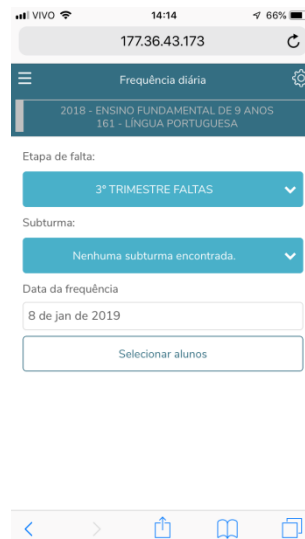 VIVO 14:14 66%
177.36.43.173
Frequência diária
2018 - ENSINO FUNDAMENTAL DE 9 ANOS
161 - LÍNGUA PORTUGUESA
Etapa de falta:
3º TRIMESTRE FALTAS
Subturma:
Nenhuma subturma encontrada.
Data da frequência
8 de jan de 2019
Selecionar alunos